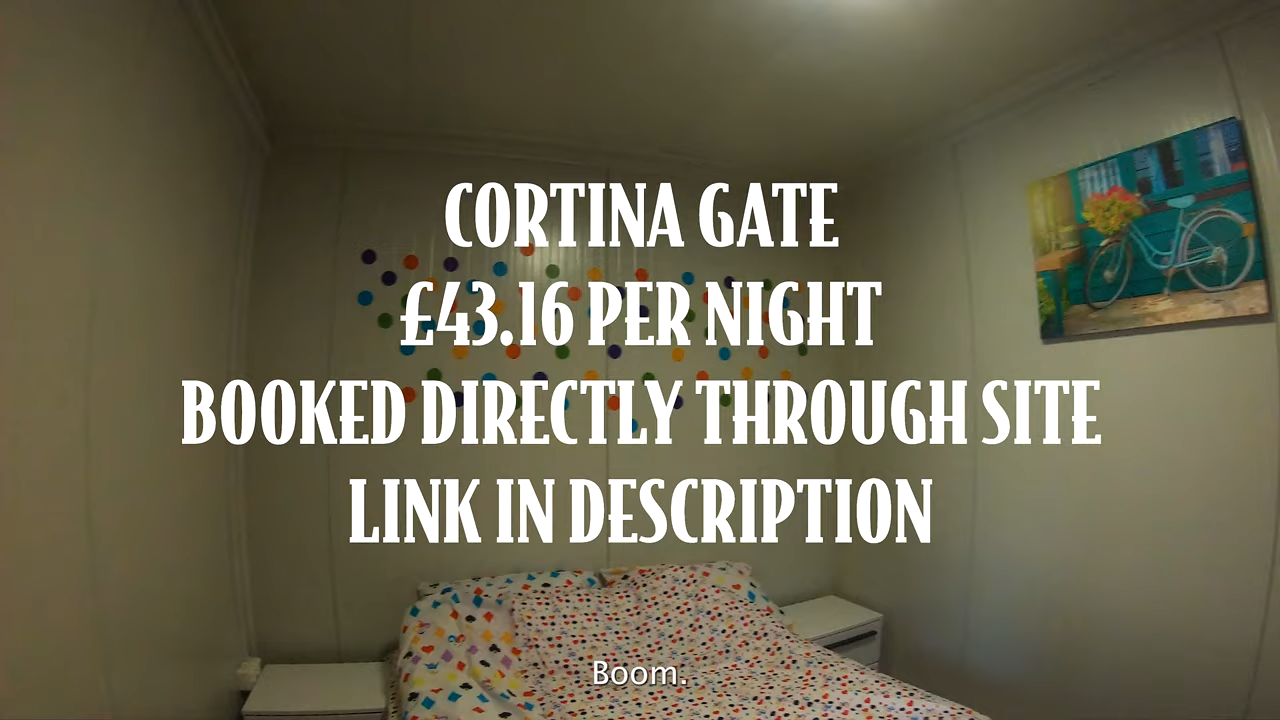 CORTINA GATE
£43.16 PER NIGHT
BOOKED DIRECTLY THROUGH SITE
LINK IN DESCRIPTION
Boom.